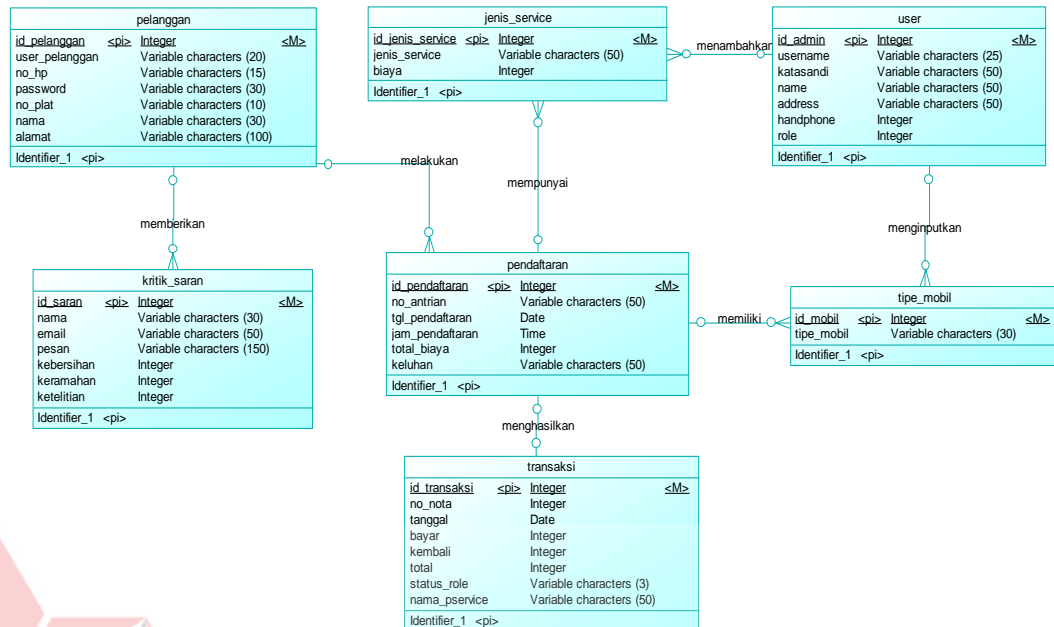 pelanggan
id_pelanggan <pi> Integer <M>
user_pelanggan Variable characters (20)
no_hp Variable characters (15)
password Variable characters (30)
no_plat Variable characters (10)
nama Variable characters (30)
alamat Variable characters (100)
Identifier_1 <pi>
jenis_service
id_jenis_service <pi> Integer <M>
jenis_service Variable characters (50)
biaya Integer
Identifier_1 <pi>
menambahkan
user
id_admin <pi> Integer <M>
username Variable characters (25)
katasandi Variable characters (50)
name Variable characters (50)
address Variable characters (50)
handphone Integer
role Integer
Identifier_1 <pi>
melakukan
mempunyai
memberikan
menginputkan
kritik_saran
id_saran <pi> Integer <M>
nama Variable characters (30)
email Variable characters (50)
pesan Variable characters (150)
kebersihan Integer
keramahan Integer
ketelitian Integer
Identifier_1 <pi>
pendaftaran
id_pendaftaran <pi> Integer <M>
no_antrian Variable characters (50)
tgl_pendaftaran Date
jam_pendaftaran Time
total_biaya Integer
keluhan Variable characters (50)
Identifier_1 <pi>
memiliki
tipe_mobil
id_mobil <pi> Integer <M>
tipe_mobil Variable characters (30)
Identifier_1 <pi>
menghasilkan
transaksi
id_transaksi <pi> Integer <M>
no_nota Integer
tanggal Date
bayar Integer
kembali Integer
total Integer
status_role Variable characters (3)
nama_pservice Variable characters (50)
Identifier_1 <pi>